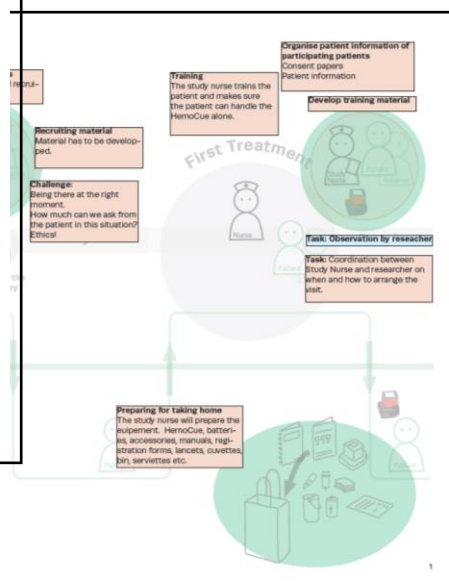 Organise patient information of
participating patients
Consent papers
Patient information
Develop training material
Training
The study nurse trains the
patient and makes sure
the patient can handle the
HemoCue alone.
Recruiting material
Material has to be develop-
ped.
Challenge:
Being there at the right
moment.
How much can we ask from
the patient in this situation?
Ethics!
First Treatment
Study
Nurse
Patient
Nurse
Patient
Task: Observation by reseacher
Task: Coordination between
Study Nurse and researcher on
when and how to arrange the
visit.
Preparing for taking home
The study nurse will prepare the
euipement. HemoCue, batteri-
es, accessories, manuals, regi-
stration forms, lancets, cuvettes,
bin, serviettes etc.
Patient
1